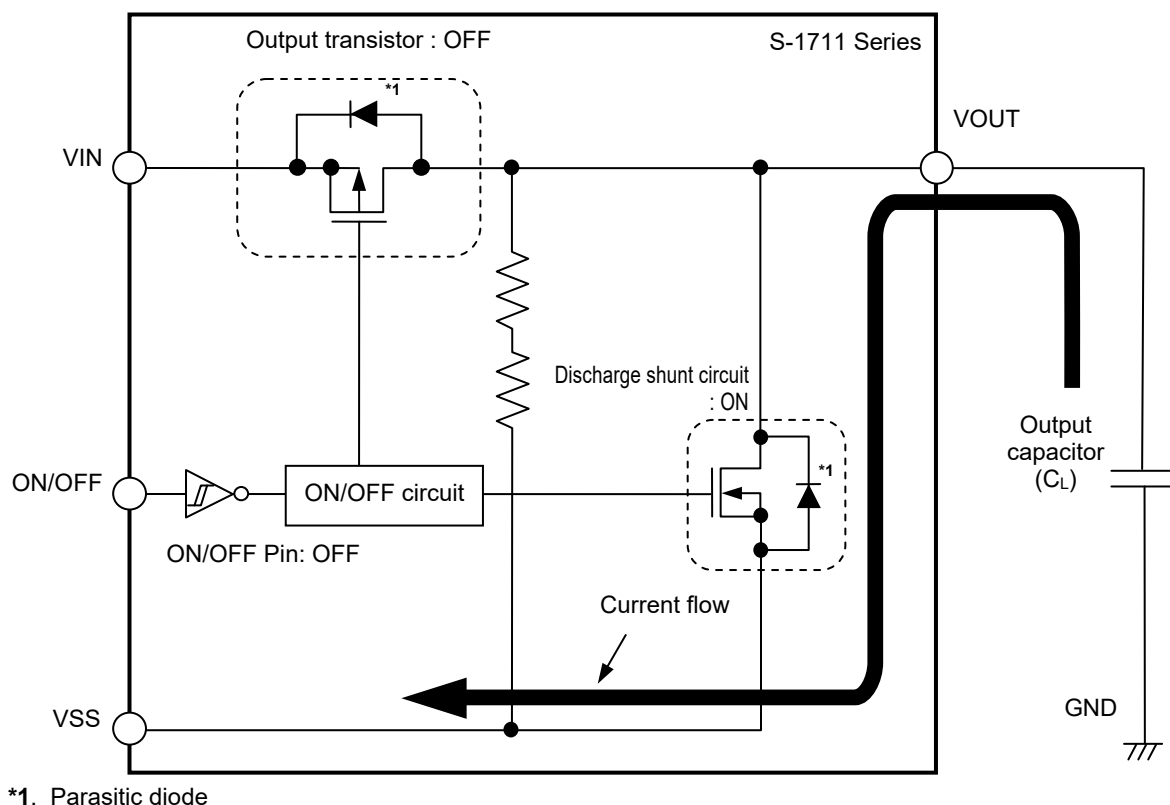 Output transistor : OFF
S-1711 Series
*1
VOUT
VIN
Discharge shunt circuit
: ON
*1
Output
capacitor
(CL)
ON/OFF
ON/OFF circuit
ON/OFF Pin: OFF
Current flow
VSS
GND
*1. Parasitic diode